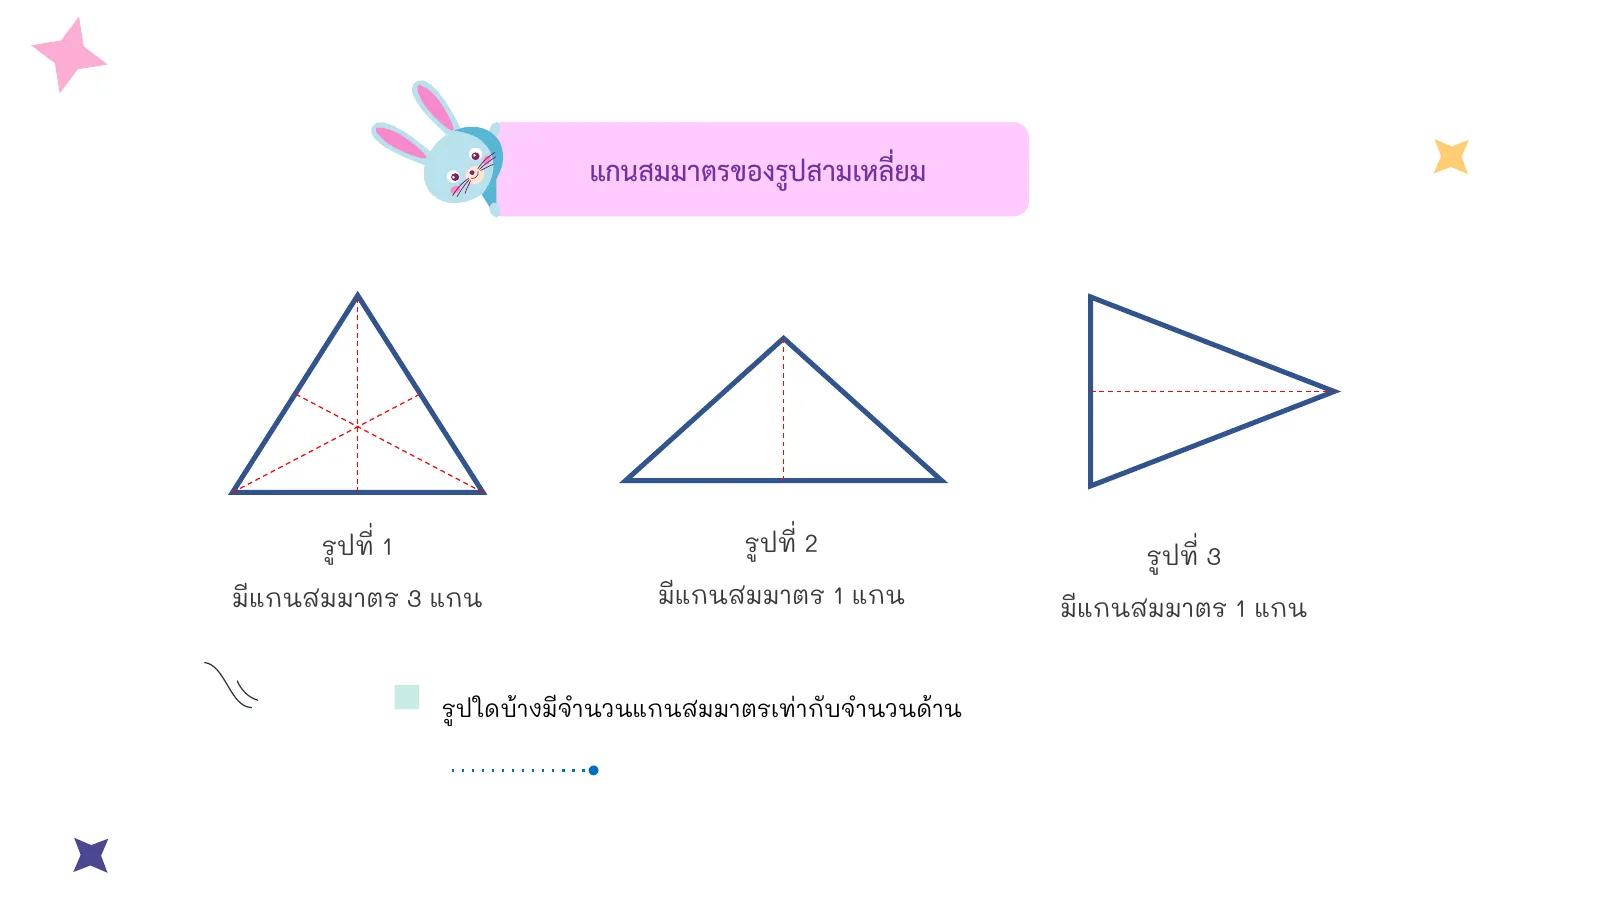 แกนสมมาตรของรูปสามเหลี่ยม
รูปที่ 1
มีแกนสมมาตร 3 แกน
รูปที่ 2
มีแกนสมมาตร 1 แกน
รูปที่ 3
มีแกนสมมาตร 1 แกน
รูปใดบ้างมีจำนวนแกนสมมาตรเท่ากับจำนวนด้าน